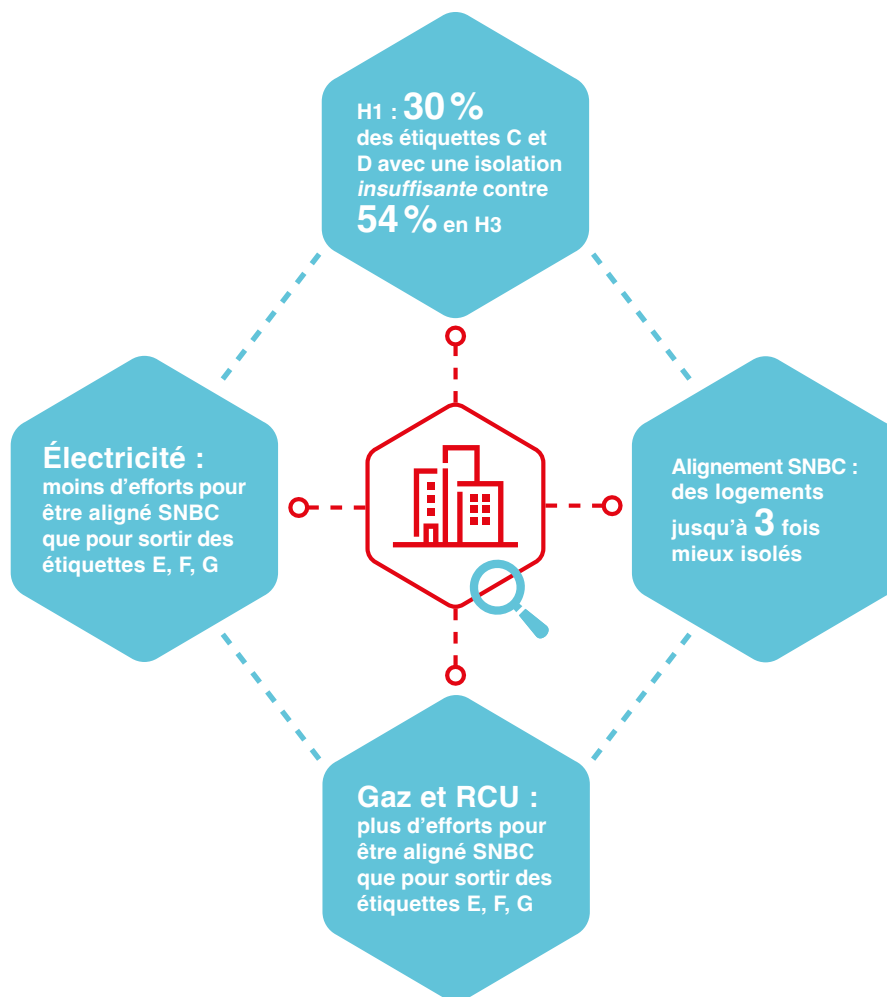 H1 : 30 %
des étiquettes C et
D avec une isolation
insuffisante contre
54 % en H3
Électricité :
moins d’efforts pour
être aligné SNBC
que pour sortir des
étiquettes E, F, G
Alignement SNBC :
des logements
jusqu’à 3 fois
mieux isolés
Gaz et RCU :
plus d’efforts pour
être aligné SNBC
que pour sortir des
étiquettes E, F, G